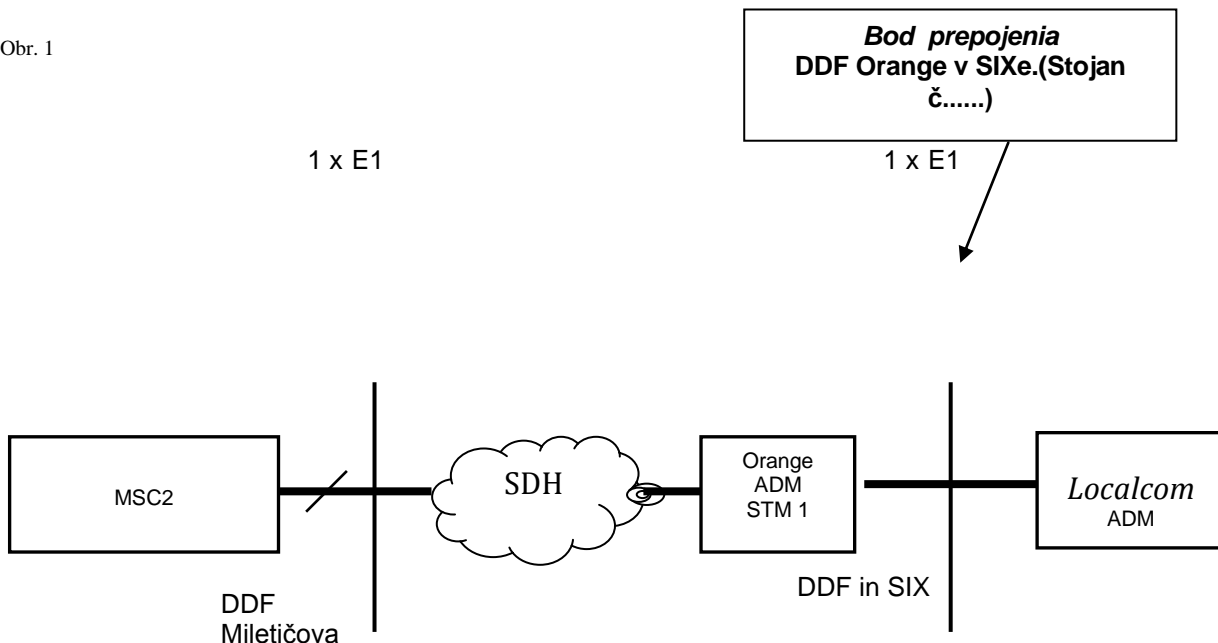 Obr. 1
Bod prepojenia
DDF Orange v SIXe.(Stojan
č......)
1 x E1
1 x E1
MSC2
SDH
Orange
ADM
STM 1
Localcom
ADM
DDF in SIX
DDF
Miletičova